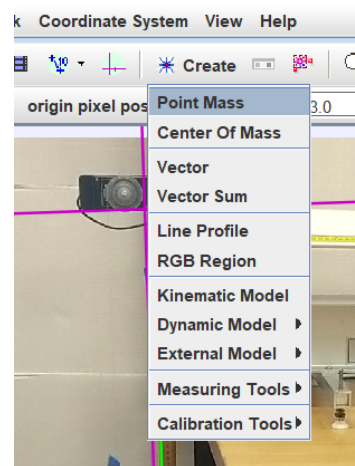 k Coordinate System View Help
Create
origin pixel pos 3.0
Point Mass
Center Of Mass
Vector
Vector Sum
Line Profile
RGB Region
Kinematic Model
Dynamic Model
External Model
Measuring Tools
Calibration Tools